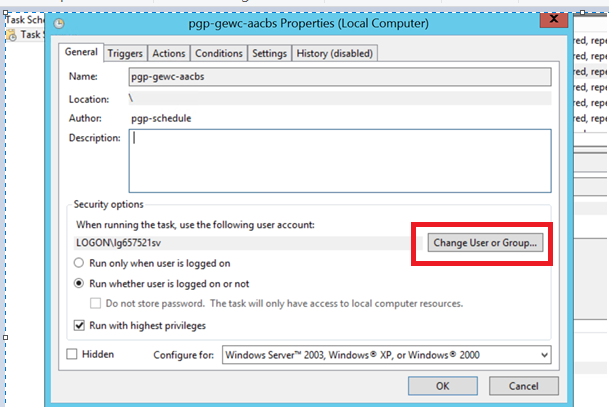 pgp-gewc-aacbs Properties (Local Computer)
x
Task Sche
Task S
General Triggers Actions Conditions Settings History (disabled)
Name: pgp-gewc-aacbs
Location: \
Author: pgp-schedule
Description:
Security options
When running the task, use the following user account:
LOGON\lg657521sv
Change User or Group...
Run only when user is logged on
Run whether user is logged on or not
Do not store password. The task will only have access to local computer resources.
Run with highest privileges
Hidden Configure for: Windows Server™ 2003, Windows® XP, or Windows® 2000
OK Cancel
red, repe
red, repe
red, repe
red, repe
red, repe
red, repe